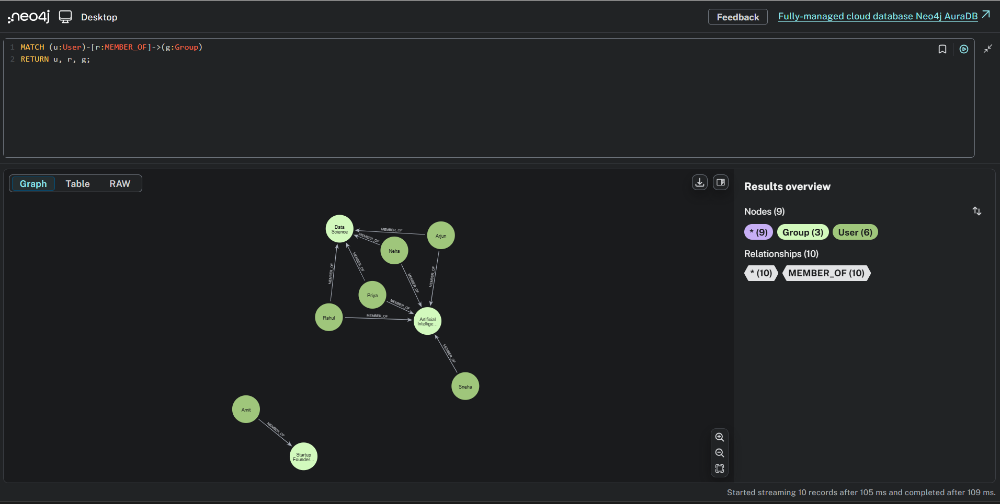 neo4j Desktop
Feedback
Fully-managed cloud database Neo4j AuraDB
1 MATCH (u:User)-[r:MEMBER_OF]->(g:Group)
2 RETURN u, r, g;
Graph Table RAW
Results overview
Nodes (9)
* (9) Group (3) User (6)
Relationships (10)
* (10) MEMBER_OF (10)
Data
Science
MEMBER_OF
Arjun
MEMBER_OF
Neha
MEMBER_OF
MEMBER_OF
MEMBER_OF
MEMBER_OF
Priya
MEMBER_OF
Rahul
MEMBER_OF
Artificial
Intellige...
MEMBER_OF
Sneha
Amit
MEMBER_OF
Startup
Founder...
Started streaming 10 records after 105 ms and completed after 109 ms.